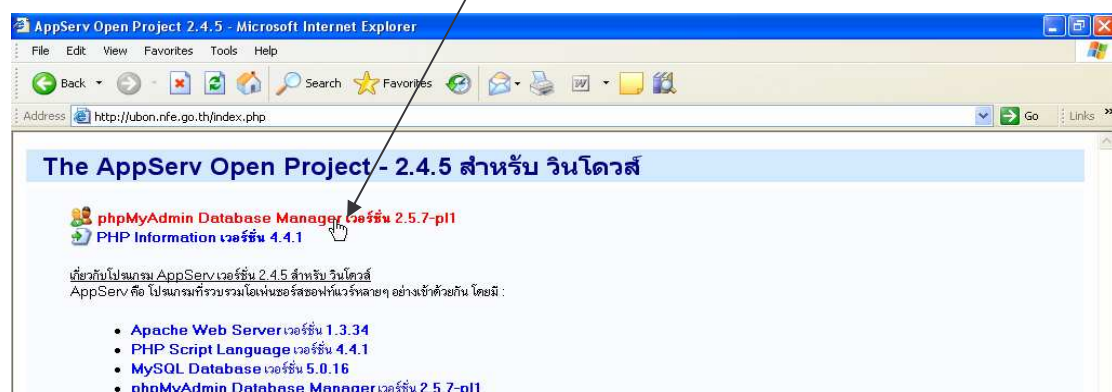 AppServ Open Project 2.4.5 - Microsoft Internet Explorer
File Edit View Favorites Tools Help
Back Search Favorites
Address http://ubon.nfe.go.th/index.php Go Links »
The AppServ Open Project - 2.4.5 สำหรับ วินโดวส์
phpMyAdmin Database Manager เวอร์ชั่น 2.5.7-pl1
PHP Information เวอร์ชั่น 4.4.1
เกี่ยวกับโปรแกรม AppServ เวอร์ชั่น 2.4.5 สำหรับ วินโดวส์
AppServ คือ โปรแกรมที่รวบรวมโอเพ่นซอร์สซอฟท์แวร์หลายๆ อย่างเข้าด้วยกัน โดยมี :
• Apache Web Server เวอร์ชั่น 1.3.34
• PHP Script Language เวอร์ชั่น 4.4.1
• MySQL Database เวอร์ชั่น 5.0.16
• phpMyAdmin Database Manager เวอร์ชั่น 2.5.7-pl1